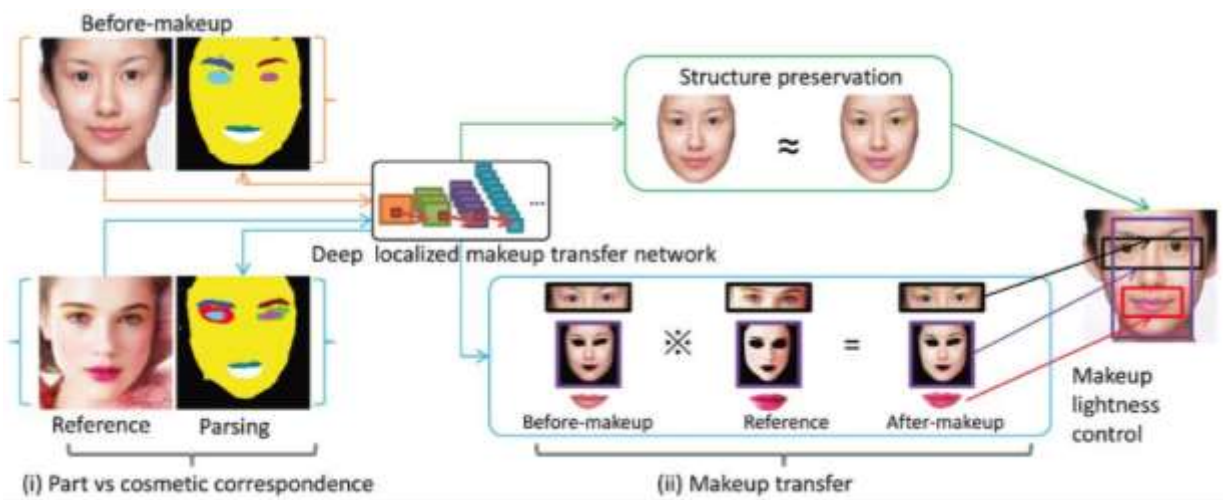 Before-makeup
Structure preservation
≈
...
Deep localized makeup transfer network
※
=
Before-makeup
Reference
After-makeup
Makeup
lightness
control
Reference
Parsing
(i) Part vs cosmetic correspondence
(ii) Makeup transfer